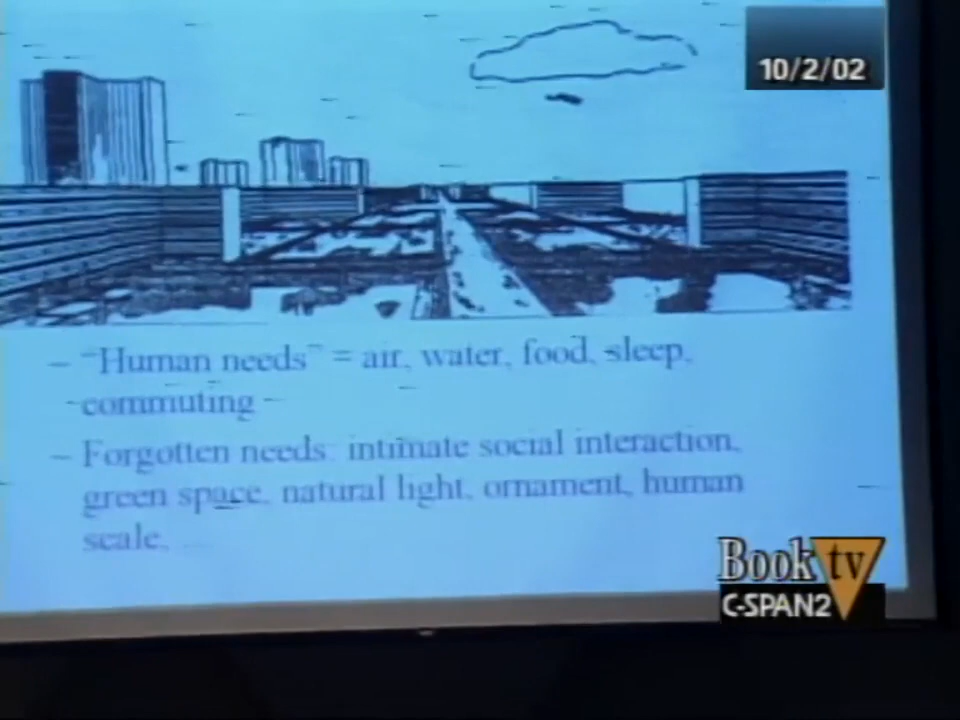 10/2/02
– "Human needs" = air, water, food, sleep,
commuting
– Forgotten needs: intimate social interaction,
green space, natural light, ornament, human
scale, ...
Book tv
C-SPAN2